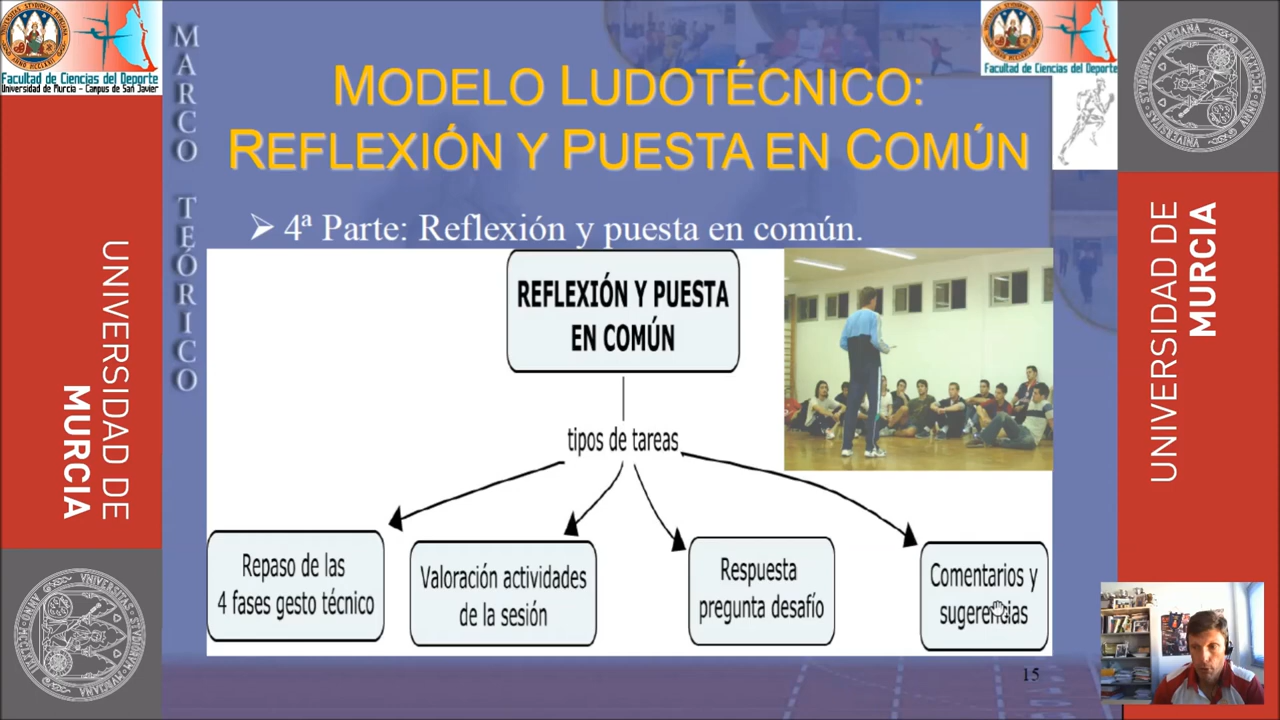 Facultad de Ciencias del Deporte
Universidad de Murcia - Campus de San Javier
UNIVERSIDAD DE
MURCIA
MARCO TEÓRICO
MODELO LUDOTÉCNICO:
REFLEXIÓN Y PUESTA EN COMÚN
➢ 4ª Parte: Reflexión y puesta en común.
REFLEXIÓN Y PUESTA
EN COMÚN
tipos de tareas
Repaso de las
4 fases gesto técnico
Valoración actividades
de la sesión
Respuesta
pregunta desafío
Comentarios y
sugerencias
15
Facultad de Ciencias del Deporte
UNIVERSIDAD DE
MURCIA